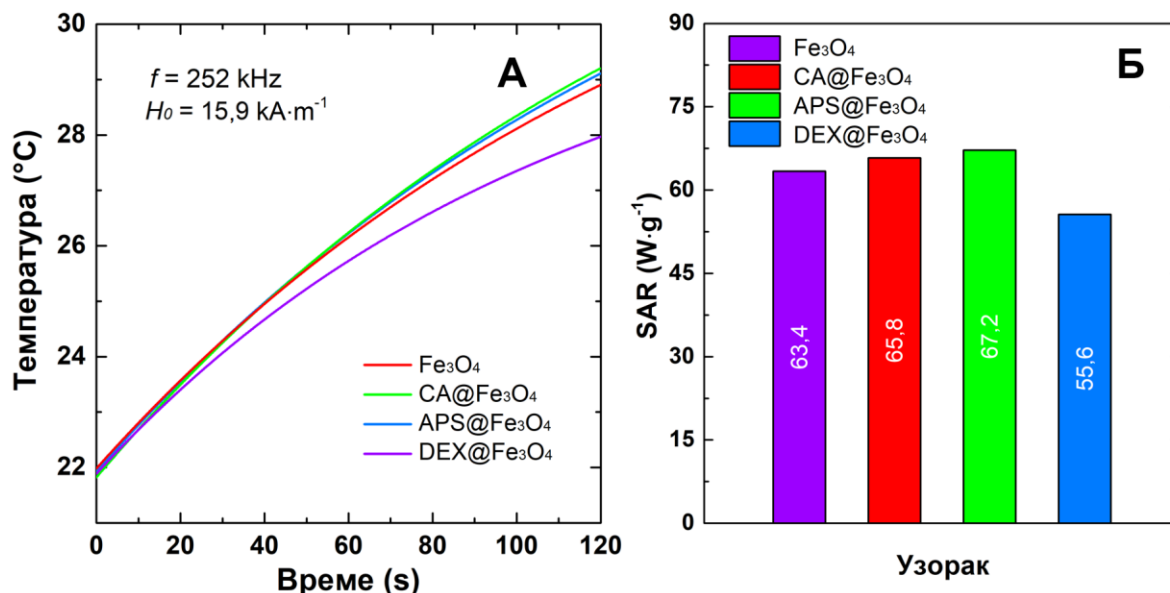 30
28
26
24
22
Температура (°C)
f = 252 kHz
H₀ = 15,9 kA·m⁻¹
А
Fe₃O₄
CA@Fe₃O₄
APS@Fe₃O₄
DEX@Fe₃O₄
0 20 40 60 80 100 120
Време (s)
90
75
60
45
30
15
0
SAR (W·g⁻¹)
Fe₃O₄
CA@Fe₃O₄
APS@Fe₃O₄
DEX@Fe₃O₄
Б
63,4
65,8
67,2
55,6
Узорак